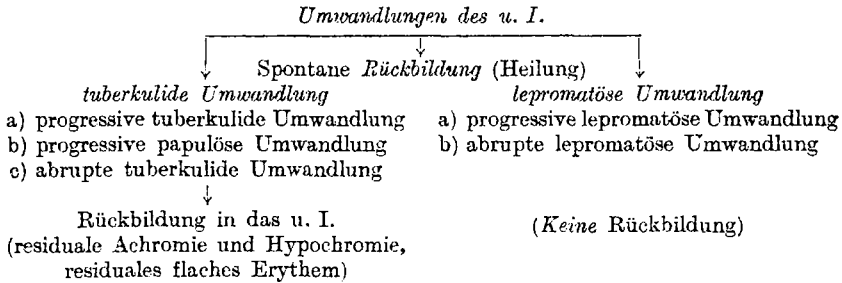 Umwandlungen des u. I.
Spontane Rückbildung (Heilung)
tuberkulide Umwandlung
a) progressive tuberkulide Umwandlung
b) progressive papulöse Umwandlung
c) abrupte tuberkulide Umwandlung
Rückbildung in das u. I.
(residuale Achromie und Hypochromie,
residuales flaches Erythem)
lepromatöse Umwandlung
a) progressive lepromatöse Umwandlung
b) abrupte lepromatöse Umwandlung
(Keine Rückbildung)